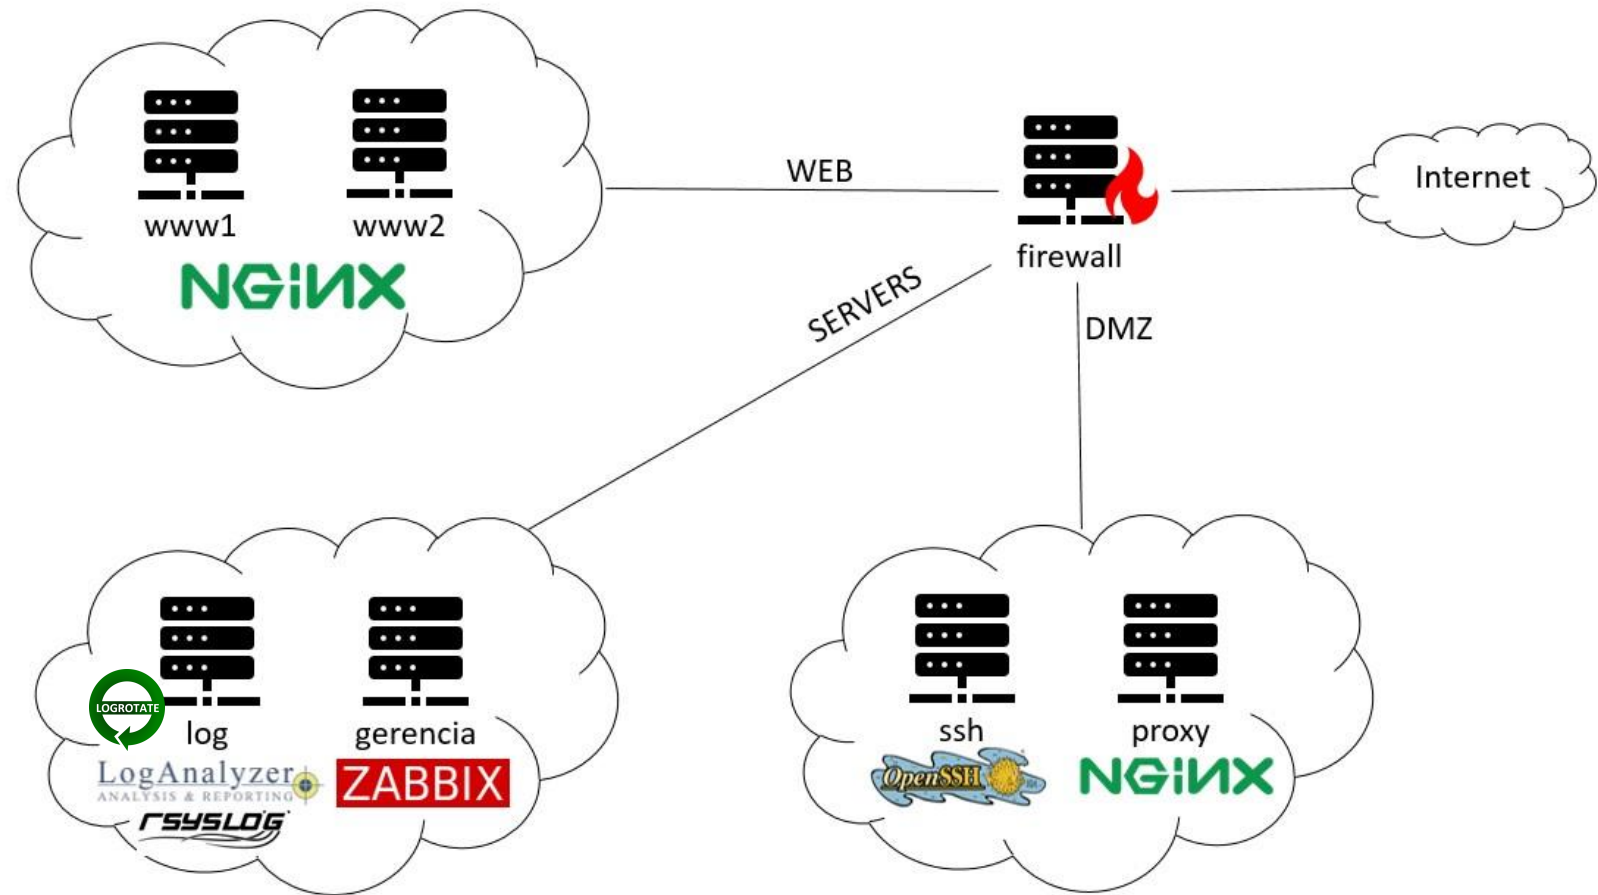 www1
www2
NGiNX
WEB
firewall
Internet
SERVERS
DMZ
LOGROTATE
log
gerencia
LogAnalyzer
ANALYSIS & REPORTING
rsyslog
ZABBIX
ssh
proxy
OpenSSH
NGiNX